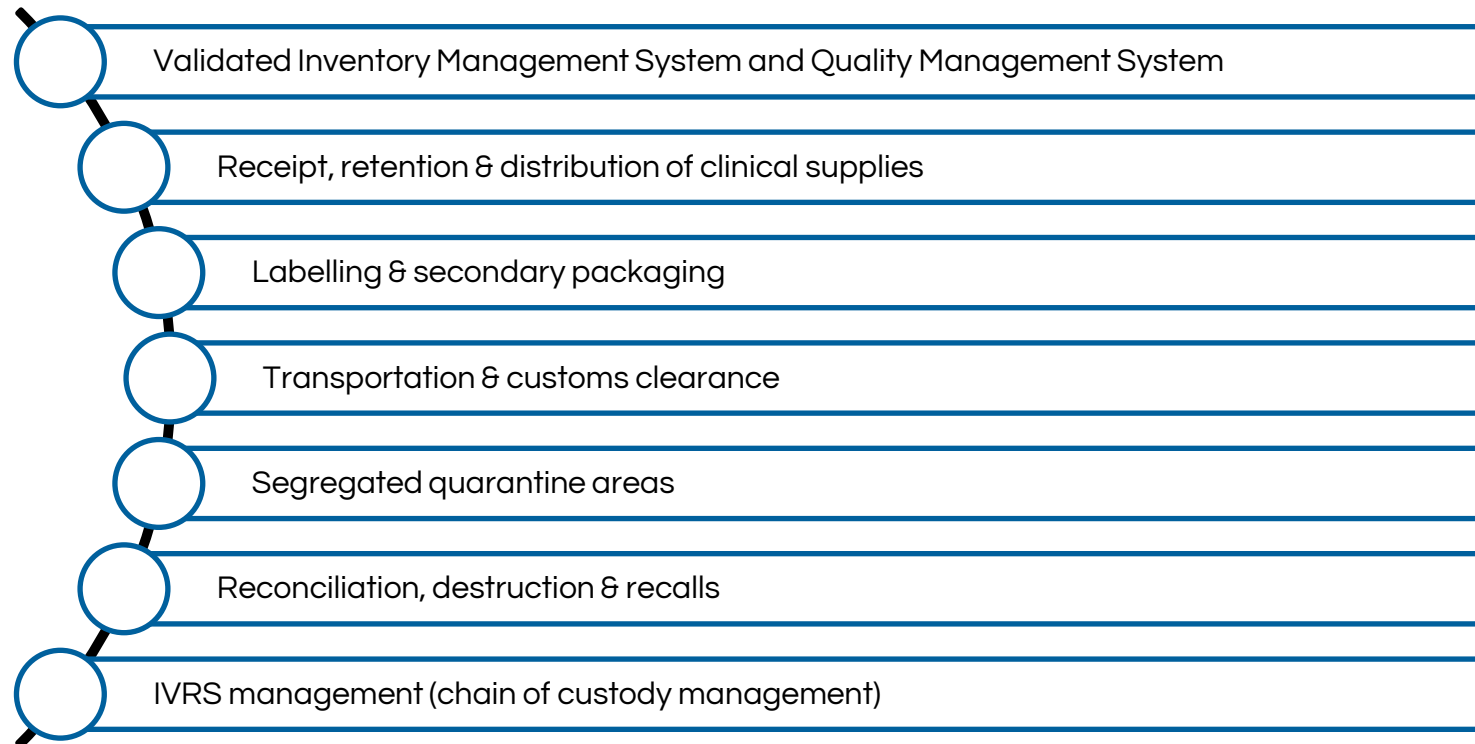 Validated Inventory Management System and Quality Management System
Receipt, retention & distribution of clinical supplies
Labelling & secondary packaging
Transportation & customs clearance
Segregated quarantine areas
Reconciliation, destruction & recalls
IVRS management (chain of custody management)